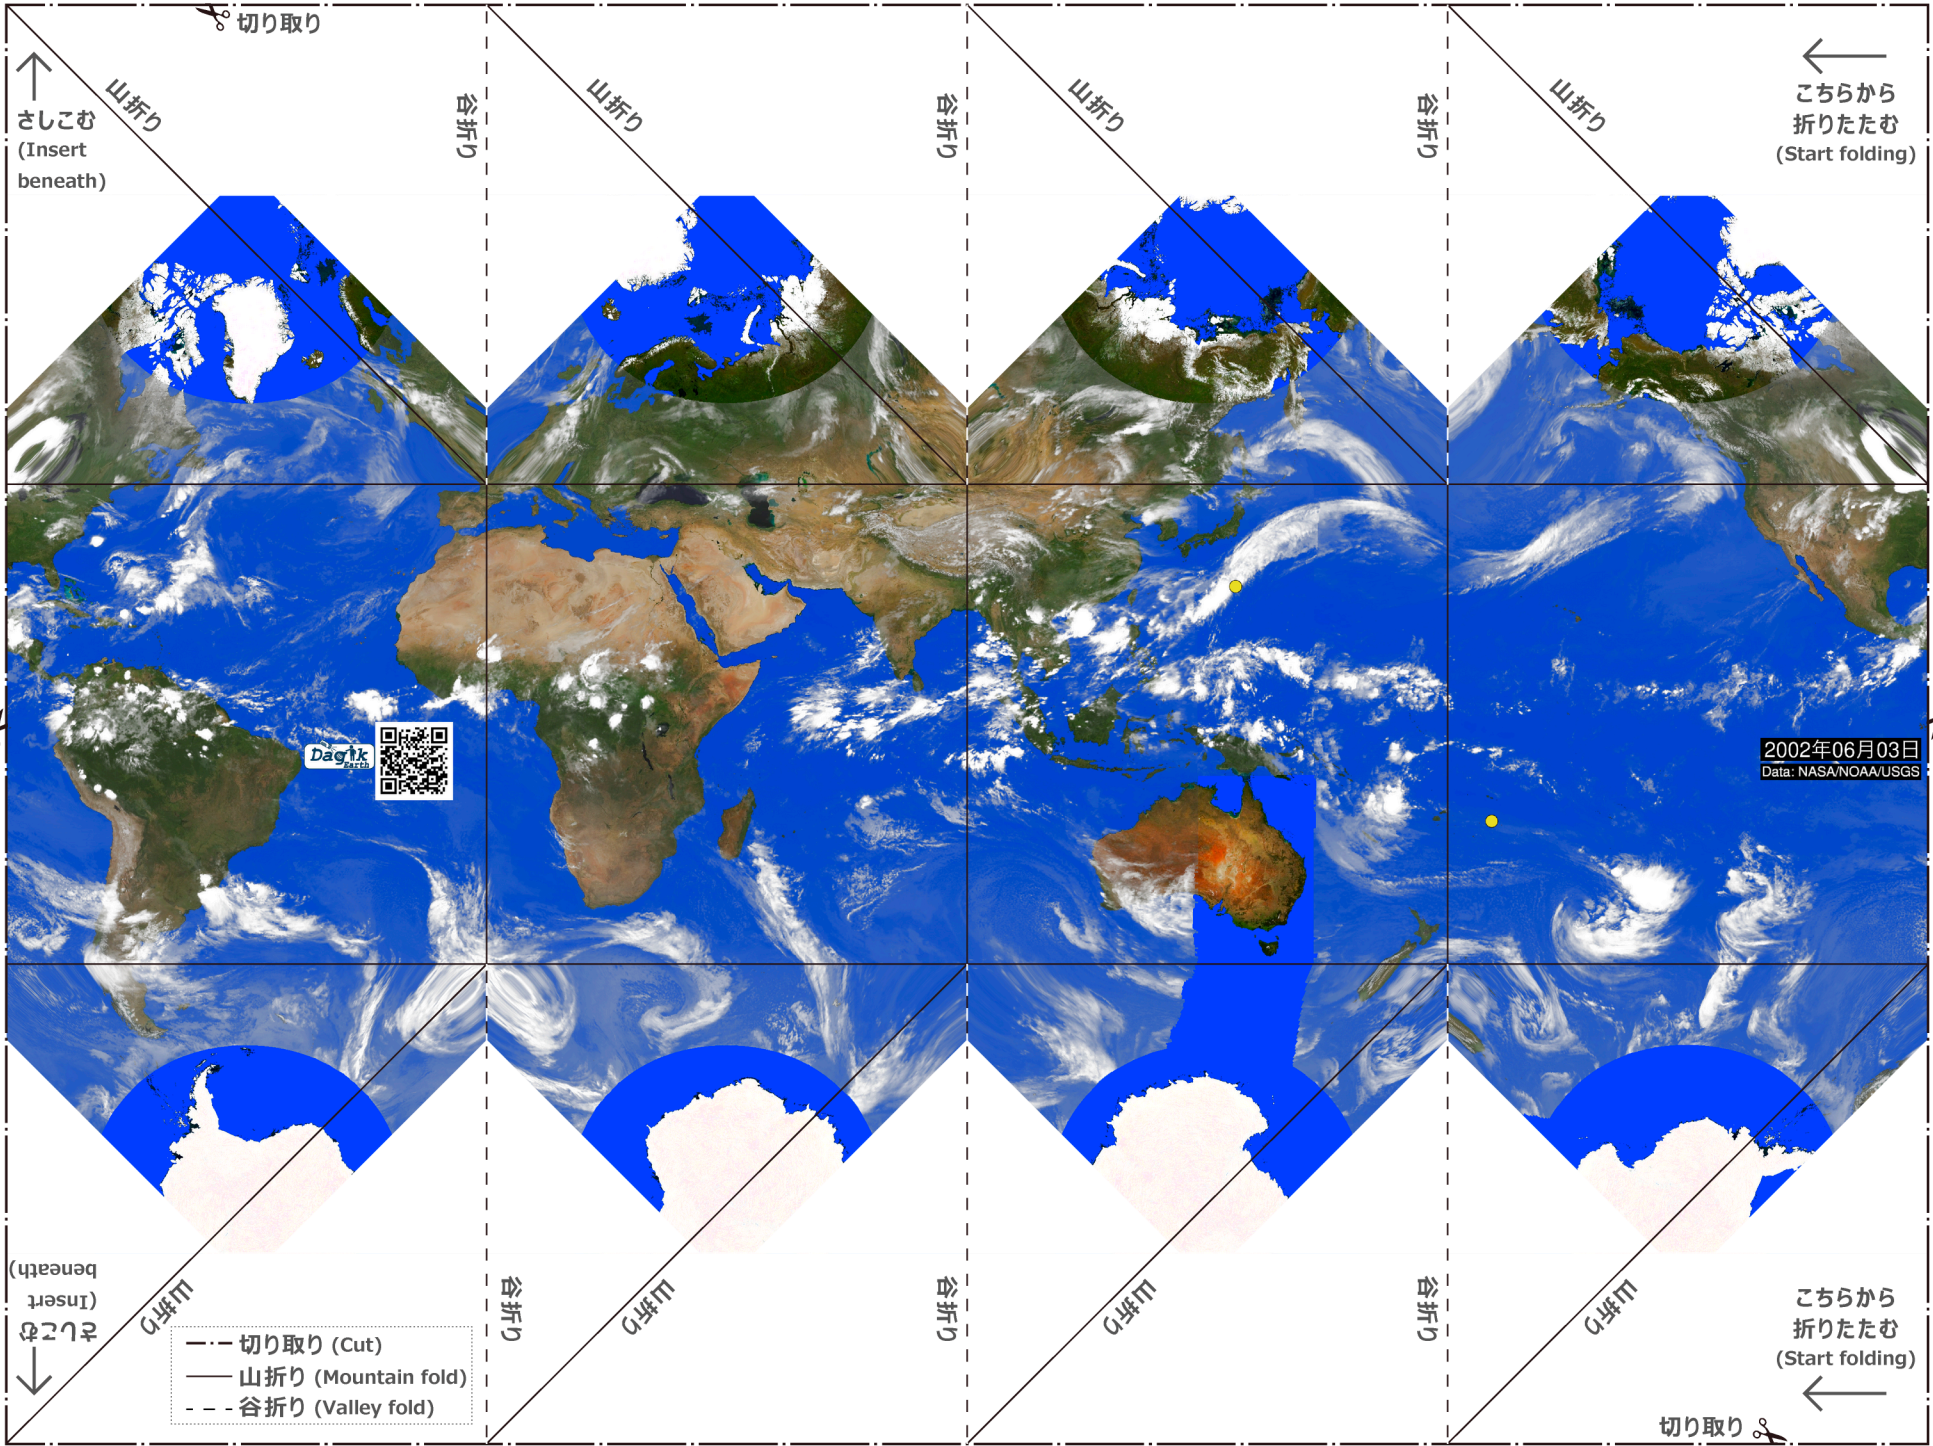 切り取り
山折り
谷折り
山折り
谷折り
山折り
谷折り
山折り
さしこむ
(Insert
beneath)
こちらから
折りたたむ
(Start folding)
Dagik
Earth
2002年06月03日
Data: NASA/NOAA/USGS
さしこむ
(Insert
beneath)
山折り
谷折り
山折り
谷折り
山折り
谷折り
山折り
こちらから
折りたたむ
(Start folding)
切り取り (Cut)
山折り (Mountain fold)
谷折り (Valley fold)
切り取り